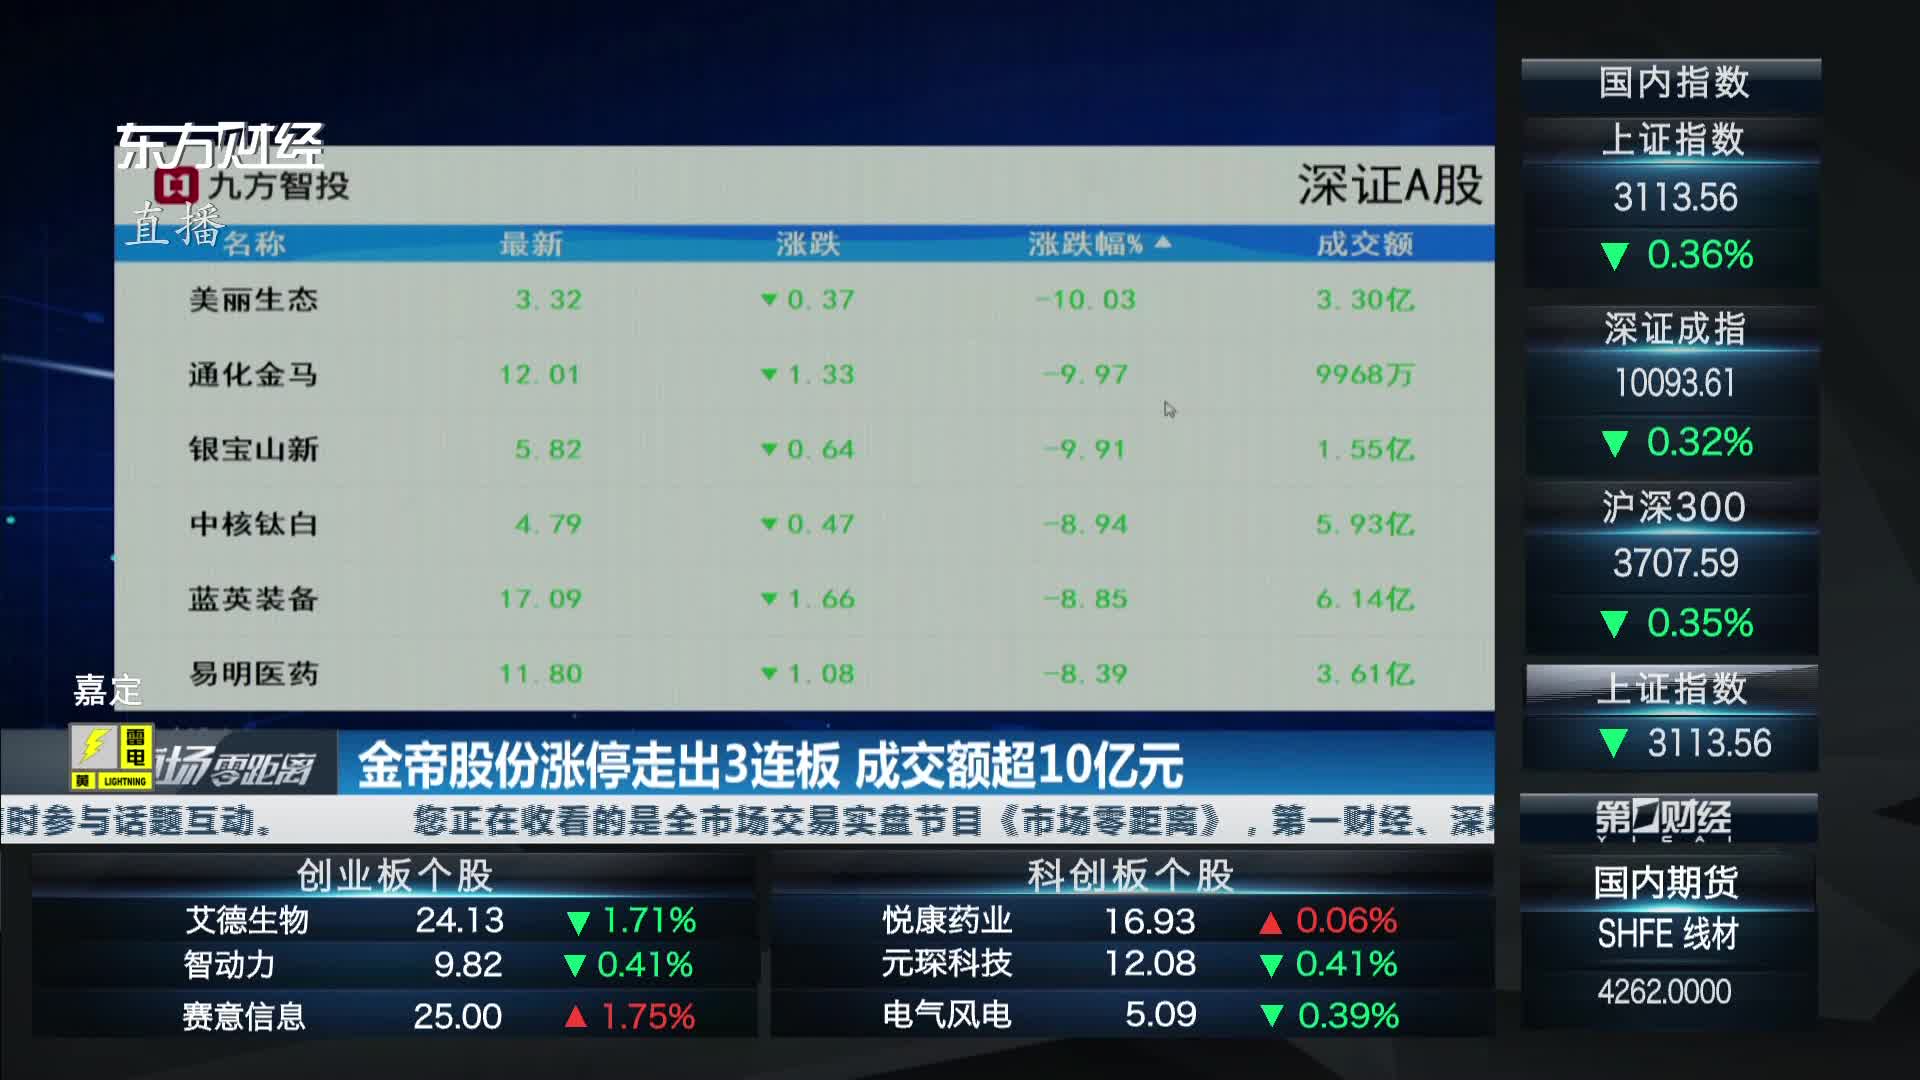 东方财经
九方智投
深证A股
直播
名称 最新 涨跌 涨跌幅% ▲ 成交额
美丽生态 3.32 ▼0.37 -10.03 3.30亿
通化金马 12.01 ▼1.33 -9.97 9968万
银宝山新 5.82 ▼0.64 -9.91 1.55亿
中核钛白 4.79 ▼0.47 -8.94 5.93亿
蓝英装备 17.09 ▼1.66 -8.85 6.14亿
易明医药 11.80 ▼1.08 -8.39 3.61亿
嘉定
雷电
黄 LIGHTNING
场零距离
金帝股份涨停走出3连板 成交额超10亿元
时参与话题互动。 您正在收看的是全市场交易实盘节目《市场零距离》，第一财经、深
创业板个股
艾德生物 24.13 ▼ 1.71%
智动力 9.82 ▼ 0.41%
赛意信息 25.00 ▲ 1.75%
科创板个股
悦康药业 16.93 ▲ 0.06%
元琛科技 12.08 ▼ 0.41%
电气风电 5.09 ▼ 0.39%
国内指数
上证指数
3113.56
▼ 0.36%
深证成指
10093.61
▼ 0.32%
沪深300
3707.59
▼ 0.35%
上证指数
▼ 3113.56
第一财经
YICAI
国内期货
SHFE 线材
4262.0000